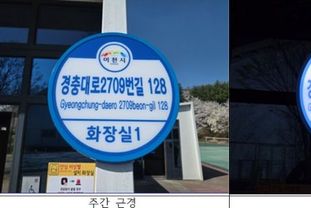 이천시
경충대로2709번길 128
Gyeongchung-daero 2709beon-gil 128
화장실1
주간 근경